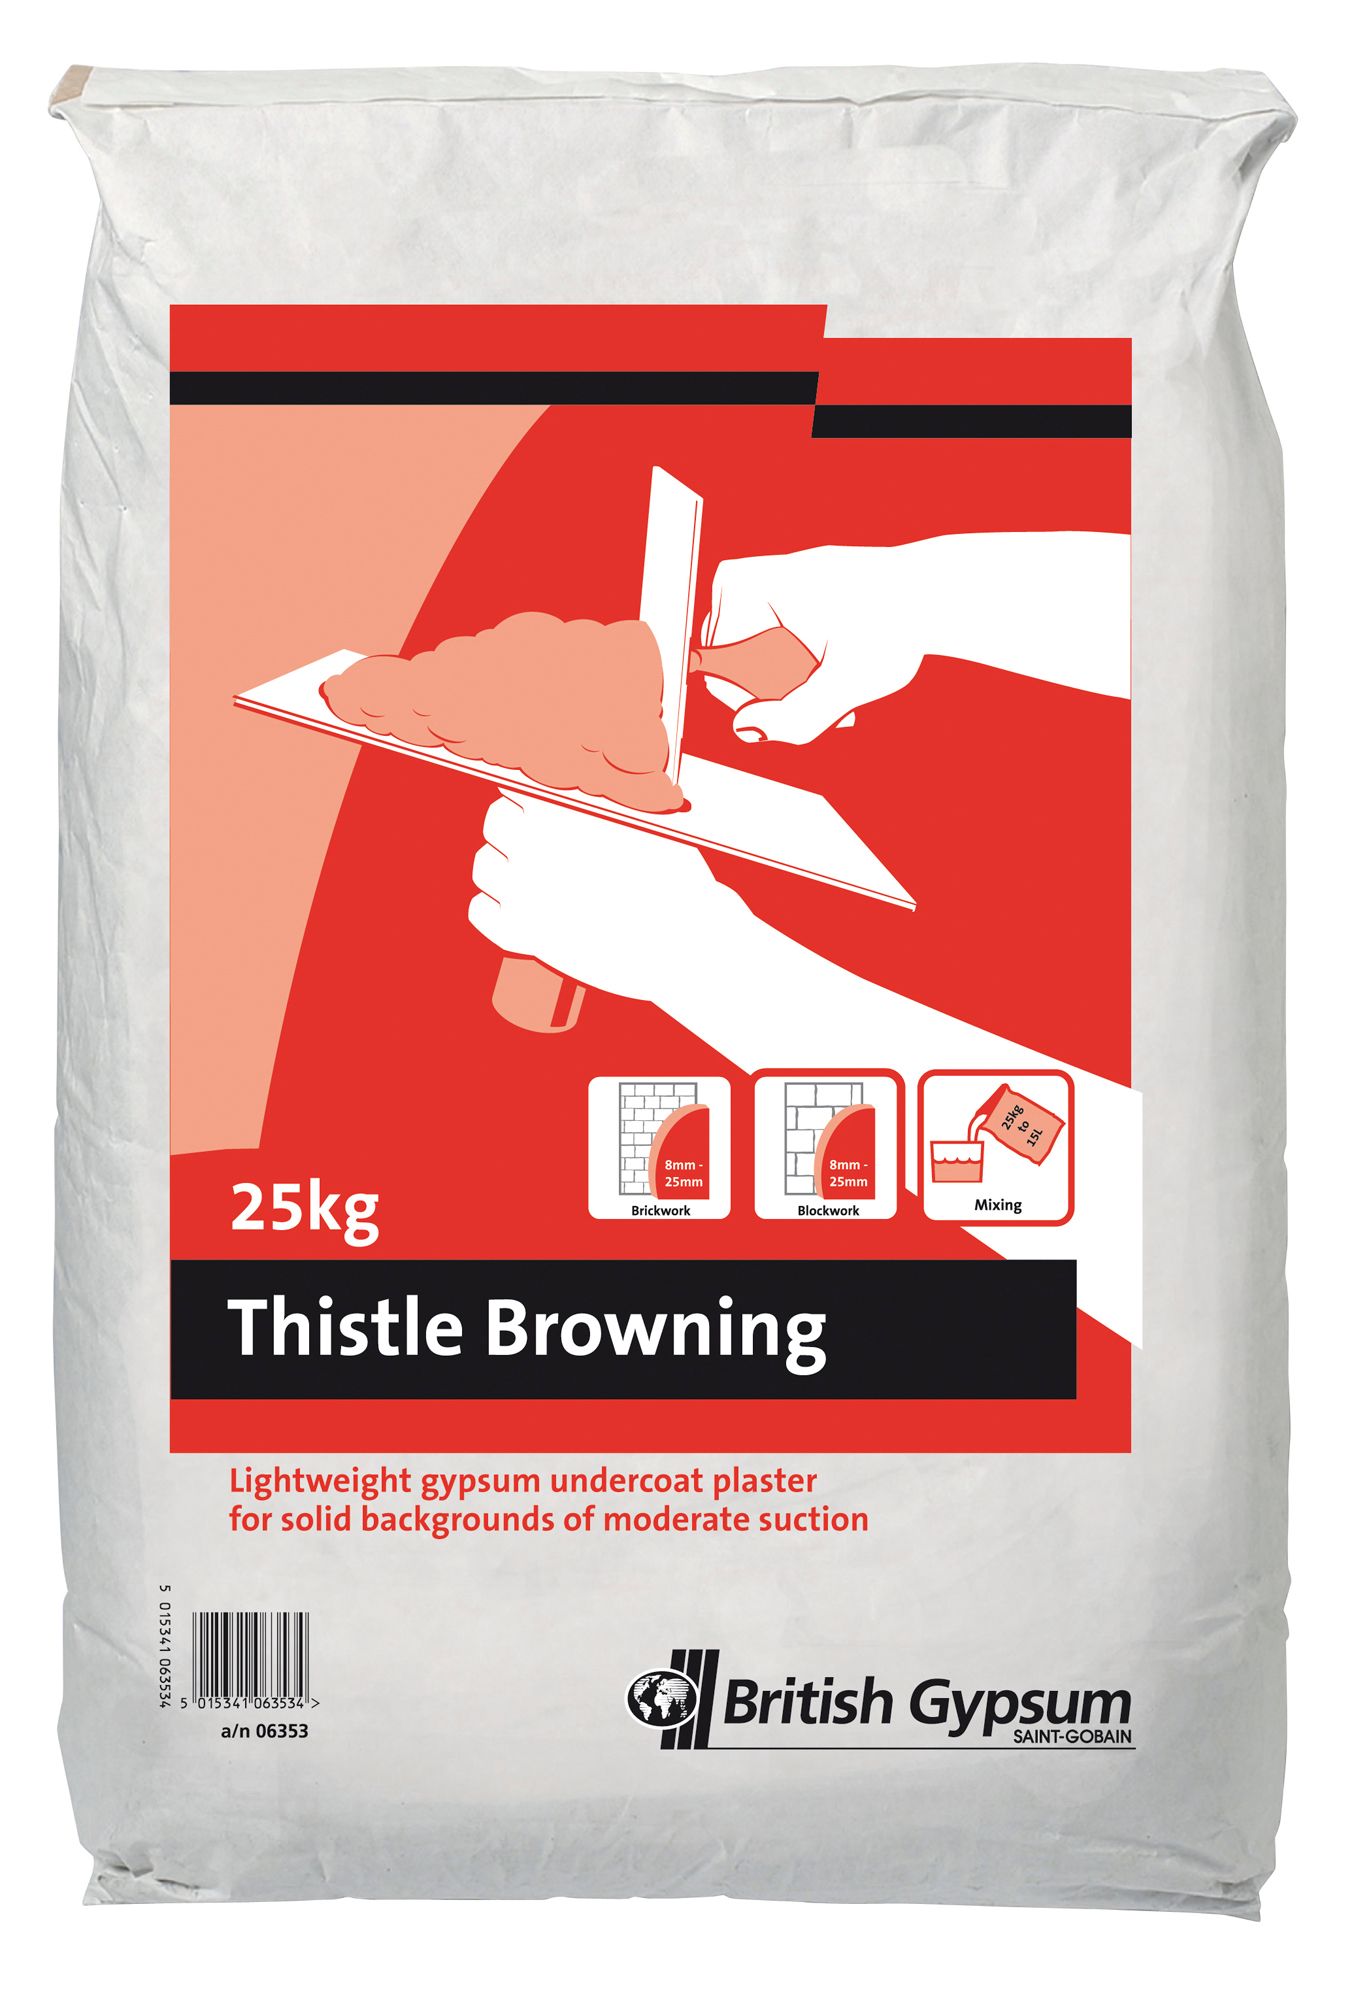 8mm -
25mm
Brickwork
8mm -
25mm
Blockwork
25kg
to
15L
Mixing
25kg
Thistle Browning
Lightweight gypsum undercoat plaster
for solid backgrounds of moderate suction
5 015341 063534
5 015341 063534 >
a/n 06353
British Gypsum
SAINT-GOBAIN